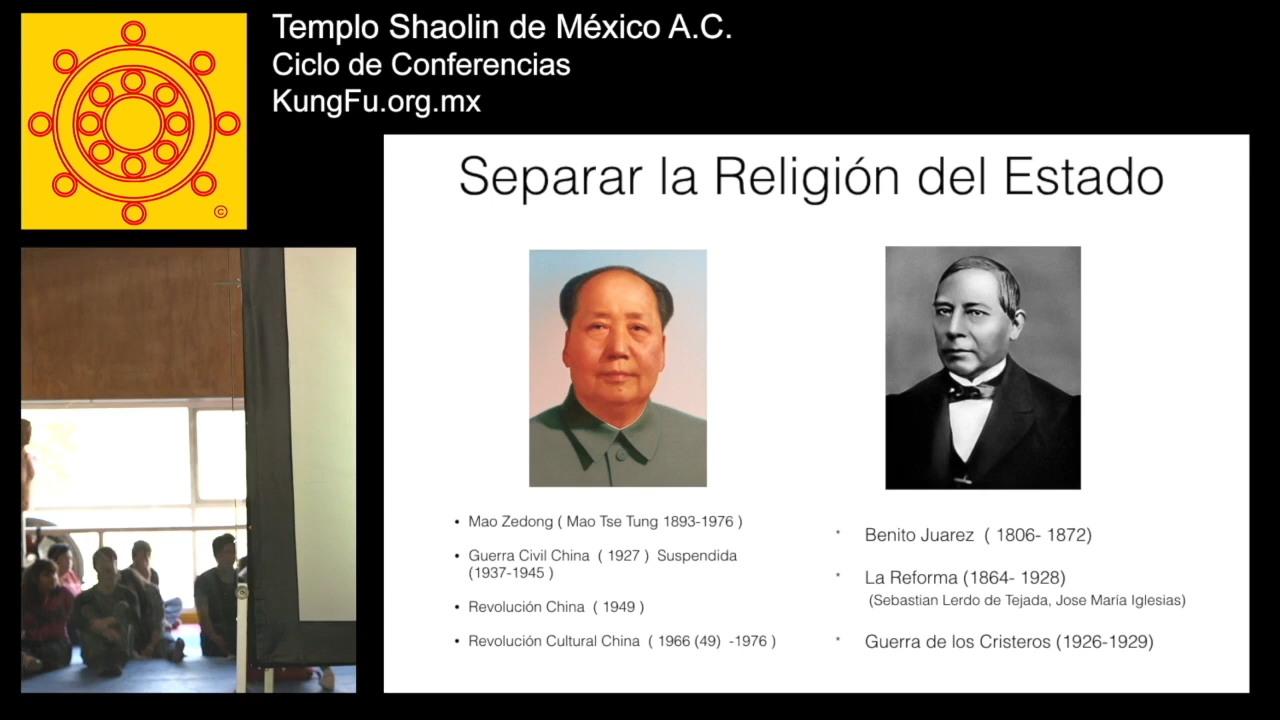 Templo Shaolin de México A.C.
Ciclo de Conferencias
KungFu.org.mx
©
Separar la Religión del Estado
• Mao Zedong ( Mao Tse Tung 1893-1976 )
• Guerra Civil China ( 1927 ) Suspendida
(1937-1945 )
• Revolución China ( 1949 )
• Revolución Cultural China ( 1966 (49) -1976 )
* Benito Juarez ( 1806- 1872)
* La Reforma (1864- 1928)
(Sebastian Lerdo de Tejada, Jose María Iglesias)
* Guerra de los Cristeros (1926-1929)